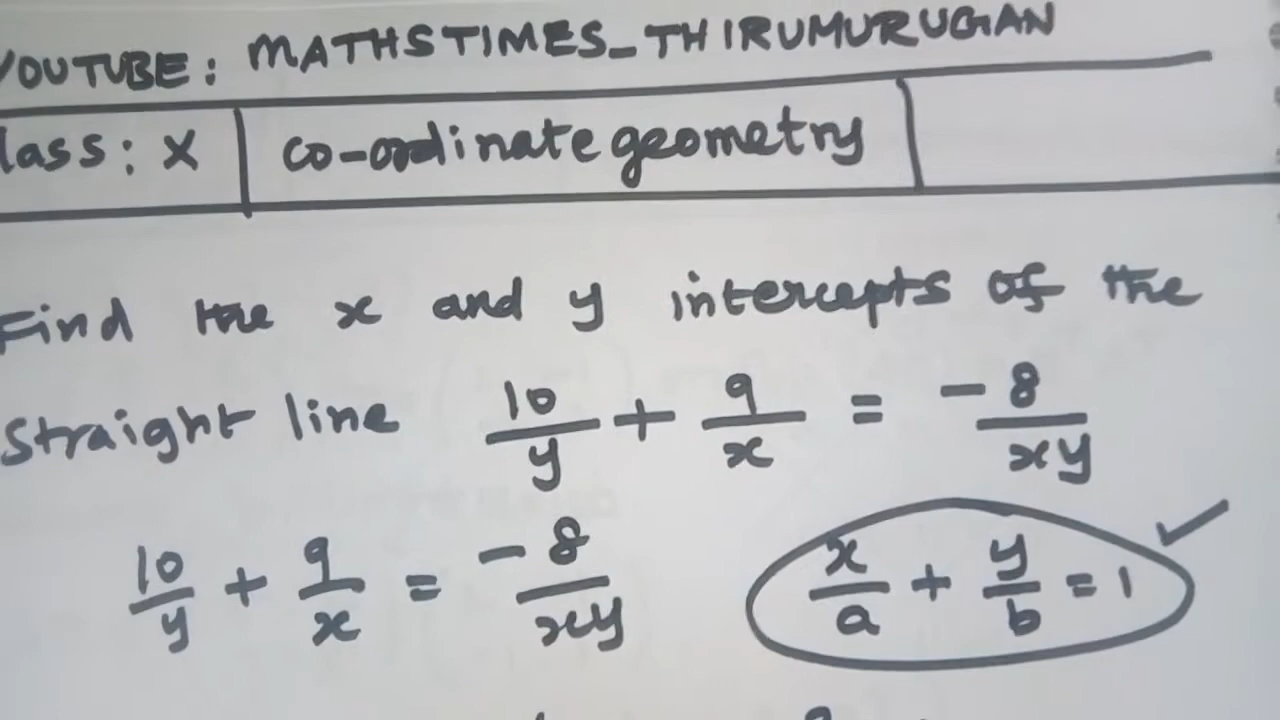 YOUTUBE: MATHSTIMES_THIRUMURUGAN
lass: X | co-ordinate geometry
Find the x and y intercepts of the
Straight line 10/y + 9/x = -8/xy
10/y + 9/x = -8/xy x/a + y/b = 1 ✓